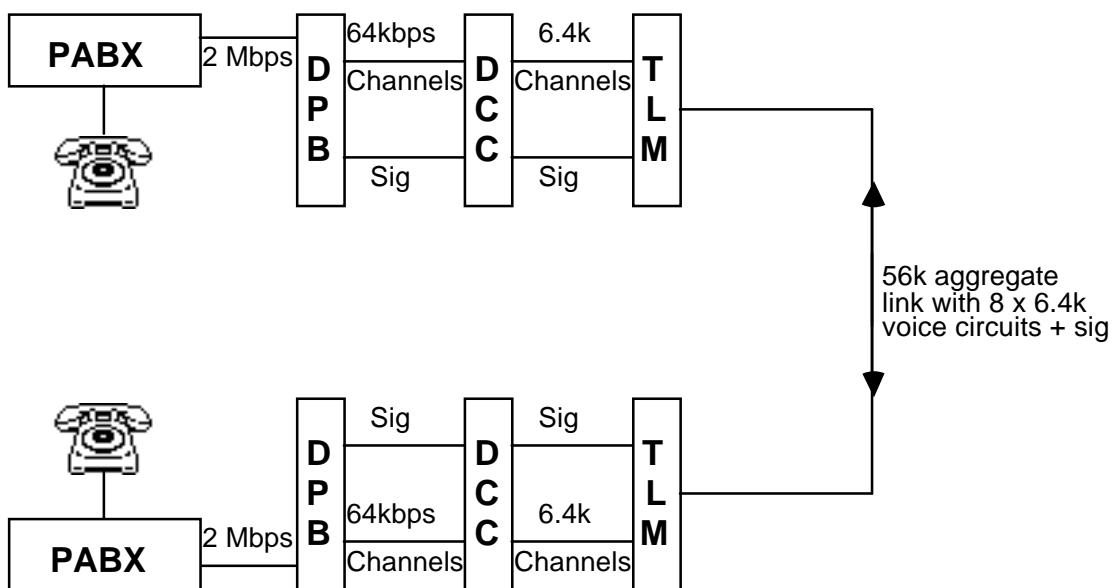 PABX
2 Mbps
D
P
B
64kbps
Channels
Sig
D
C
C
6.4k
Channels
Sig
T
L
M
56k aggregate
link with 8 x 6.4k
voice circuits + sig
PABX
2 Mbps
D
P
B
Sig
64kbps
Channels
D
C
C
Sig
6.4k
Channels
T
L
M